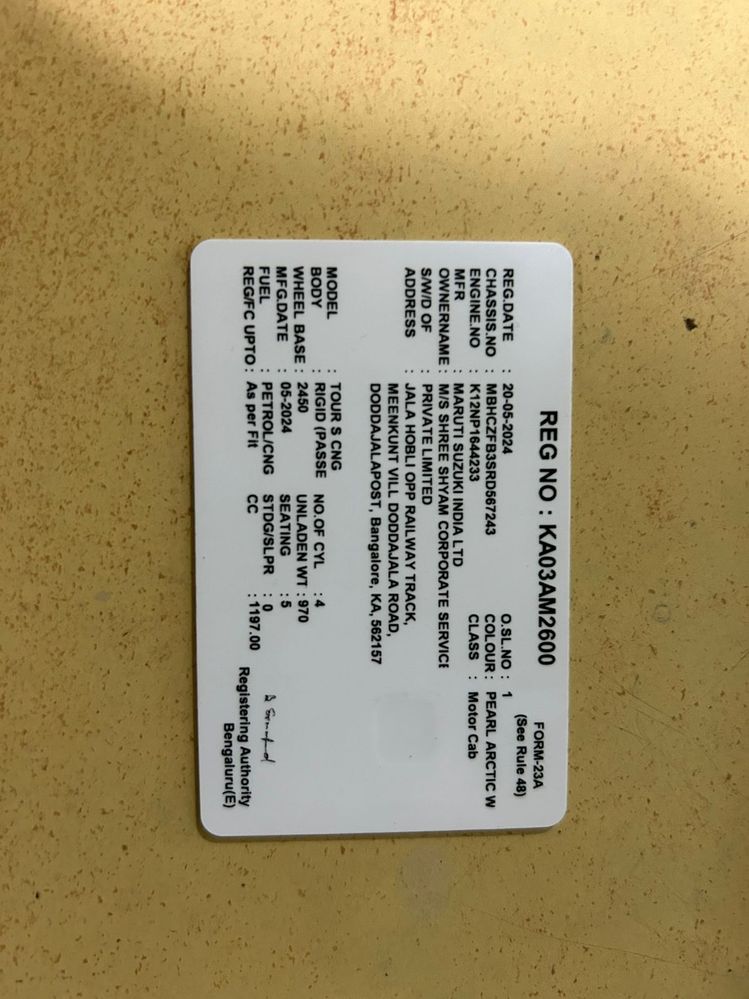 FORM-23A
REG NO : KA03AM2600 (See Rule 48)
REG.DATE : 20-05-2024 O.SL.NO : 1
CHASSIS.NO : MBHCZFB3SRD567243 COLOUR : PEARL ARCTIC W
ENGINE.NO : K12NP1644233 CLASS : Motor Cab
MFR : MARUTI SUZUKI INDIA LTD
OWNERNAME : M/S SHREE SHYAM CORPORATE SERVICE
S/W/D OF : PRIVATE LIMITED
ADDRESS : JALA HOBLI OPP RAILWAY TRACK,
MEENKUNT VILL DODDAJALA ROAD,
DODDAJALAPOST, Bangalore, KA, 562157
MODEL : TOUR S CNG
BODY : RIGID (PASSE NO.OF CYL : 4
WHEEL BASE : 2450 UNLADEN WT : 970
MFG.DATE : 05-2024 SEATING : 5
FUEL : PETROL/CNG STDG/SLPR : 0
REG/FC UPTO : As per Fit CC : 1197.00
Registering Authority
Bengaluru(E)